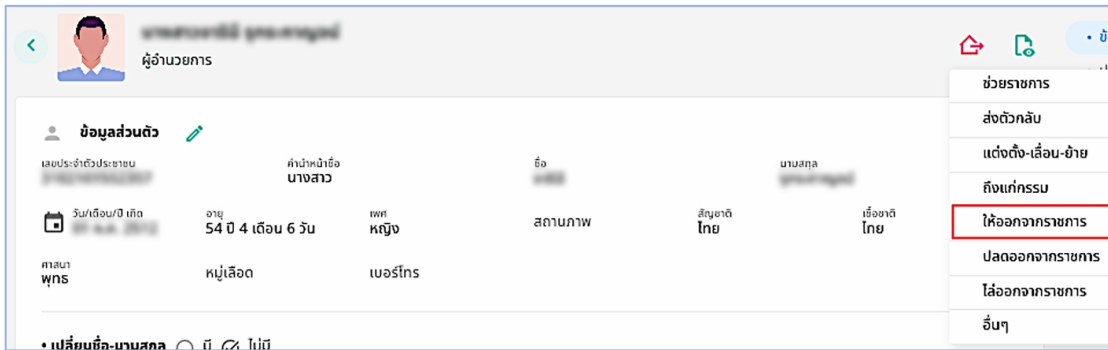 ผู้อำนวยการ
ช่วยราชการ
ส่งตัวกลับ
แต่งตั้ง-เลื่อน-ย้าย
ถึงแก่กรรม
ให้ออกจากราชการ
ปลดออกจากราชการ
ไล่ออกจากราชการ
อื่นๆ
ข้อมูลส่วนตัว
เลขประจำตัวประชาชน คำนำหน้าชื่อ ชื่อ นามสกุล
นางสาว
วัน/เดือน/ปี เกิด อายุ เพศ สถานภาพ สัญชาติ เชื้อชาติ
54 ปี 4 เดือน 6 วัน หญิง ไทย ไทย
ศาสนา หมู่เลือด เบอร์โทร
พุทธ
• เปลี่ยนชื่อ-นามสกุล มี ไม่มี